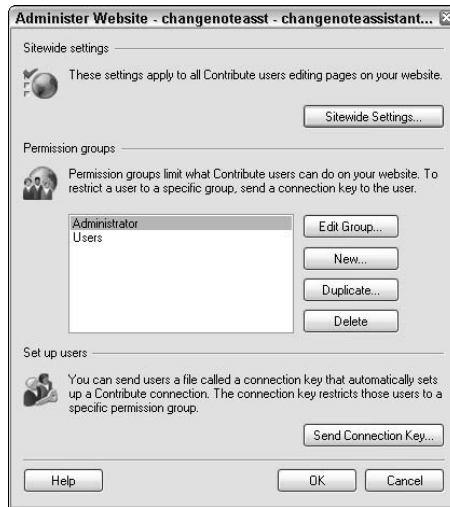 Administer Website - changenoteasst - changenoteassistant...
Sitewide settings
These settings apply to all Contribute users editing pages on your website.
Sitewide Settings...
Permission groups
Permission groups limit what Contribute users can do on your website. To
restrict a user to a specific group, send a connection key to the user.
Administrator
Users
Edit Group...
New...
Duplicate...
Delete
Set up users
You can send users a file called a connection key that automatically sets
up a Contribute connection. The connection key restricts those users to a
specific permission group.
Send Connection Key...
Help
OK
Cancel